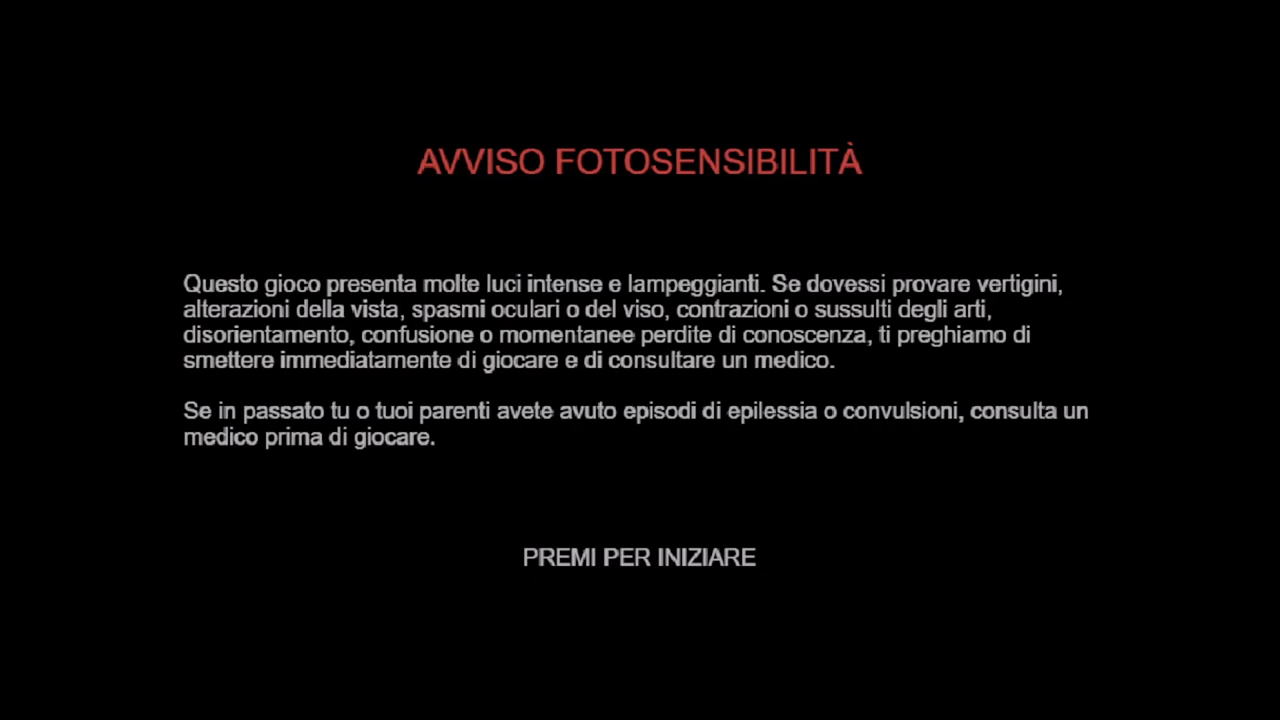 AVVISO FOTOSENSIBILITÀ
Questo gioco presenta molte luci intense e lampeggianti. Se dovessi provare vertigini,
alterazioni della vista, spasmi oculari o del viso, contrazioni o sussulti degli arti,
disorientamento, confusione o momentanee perdite di conoscenza, ti preghiamo di
smettere immediatamente di giocare e di consultare un medico.
Se in passato tu o tuoi parenti avete avuto episodi di epilessia o convulsioni, consulta un
medico prima di giocare.
PREMI PER INIZIARE